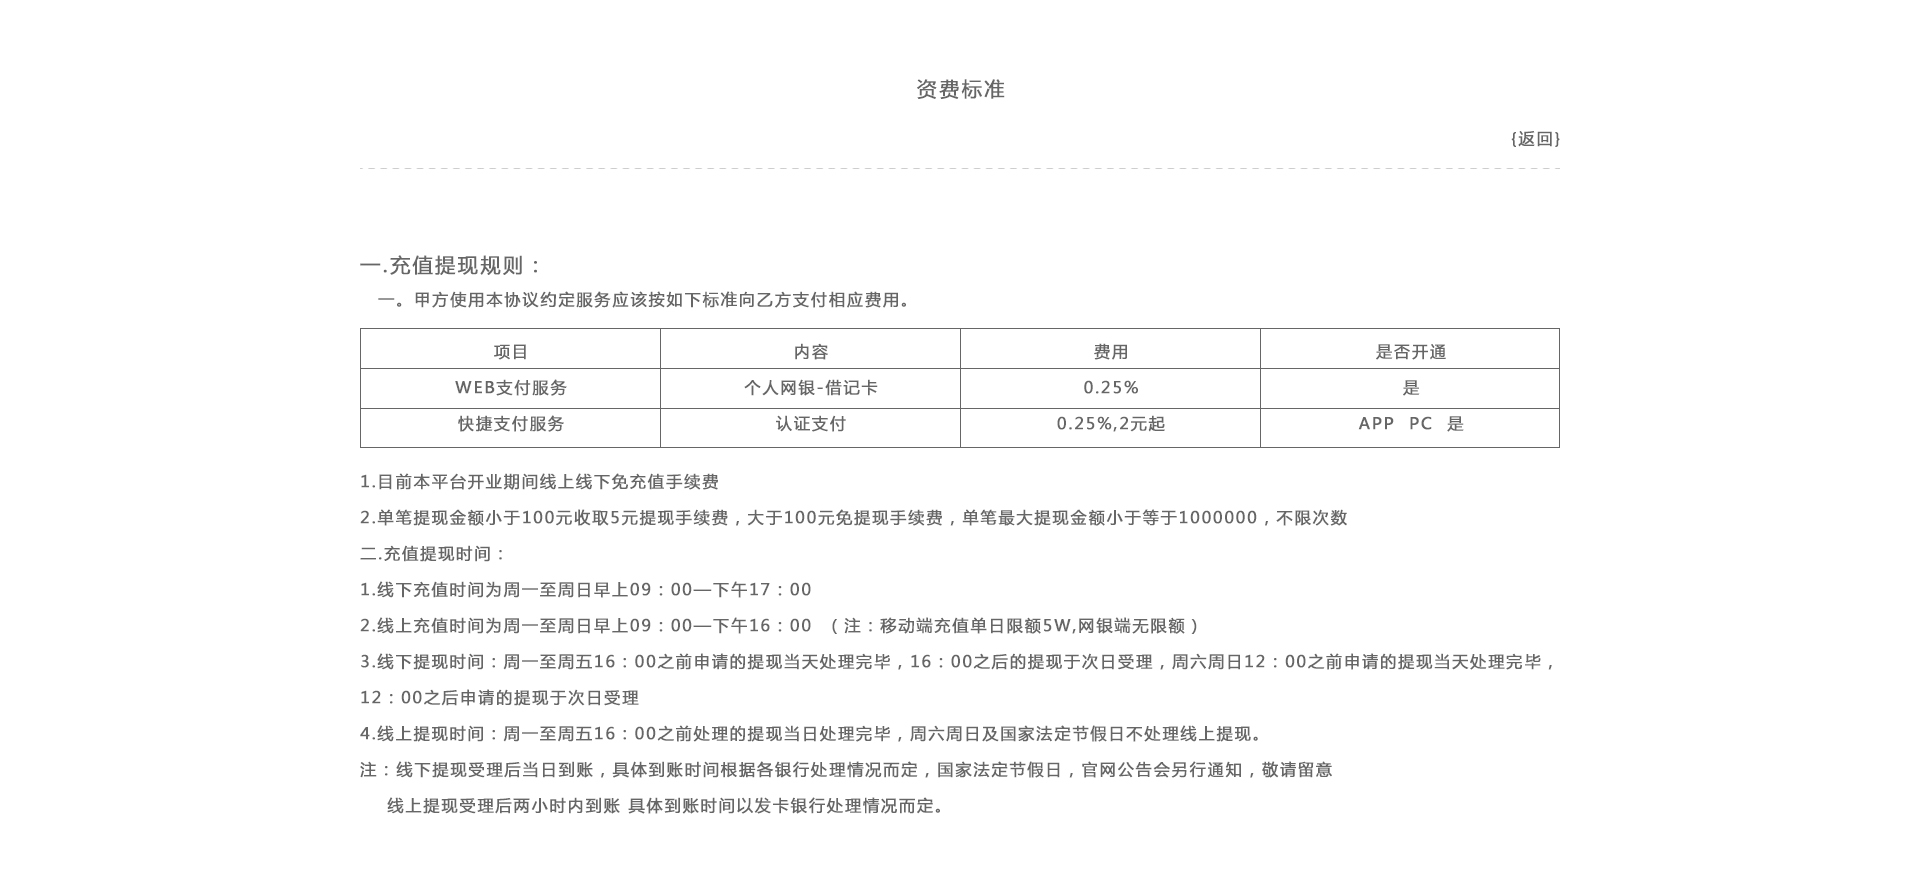 资费标准
{返回}
一.充值提现规则：
一。甲方使用本协议约定服务应该按如下标准向乙方支付相应费用。
项目 内容 费用 是否开通
WEB支付服务 个人网银-借记卡 0.25% 是
快捷支付服务 认证支付 0.25%,2元起 APP PC 是
1.目前本平台开业期间线上线下免充值手续费
2.单笔提现金额小于100元收取5元提现手续费，大于100元免提现手续费，单笔最大提现金额小于等于1000000，不限次数
二.充值提现时间：
1.线下充值时间为周一至周日早上09：00—下午17：00
2.线上充值时间为周一至周日早上09：00—下午16：00 （注：移动端充值单日限额5W,网银端无限额）
3.线下提现时间：周一至周五16：00之前申请的提现当天处理完毕，16：00之后的提现于次日受理，周六周日12：00之前申请的提现当天处理完毕，
12：00之后申请的提现于次日受理
4.线上提现时间：周一至周五16：00之前处理的提现当日处理完毕，周六周日及国家法定节假日不处理线上提现。
注：线下提现受理后当日到账，具体到账时间根据各银行处理情况而定，国家法定节假日，官网公告会另行通知，敬请留意
线上提现受理后两小时内到账 具体到账时间以发卡银行处理情况而定。